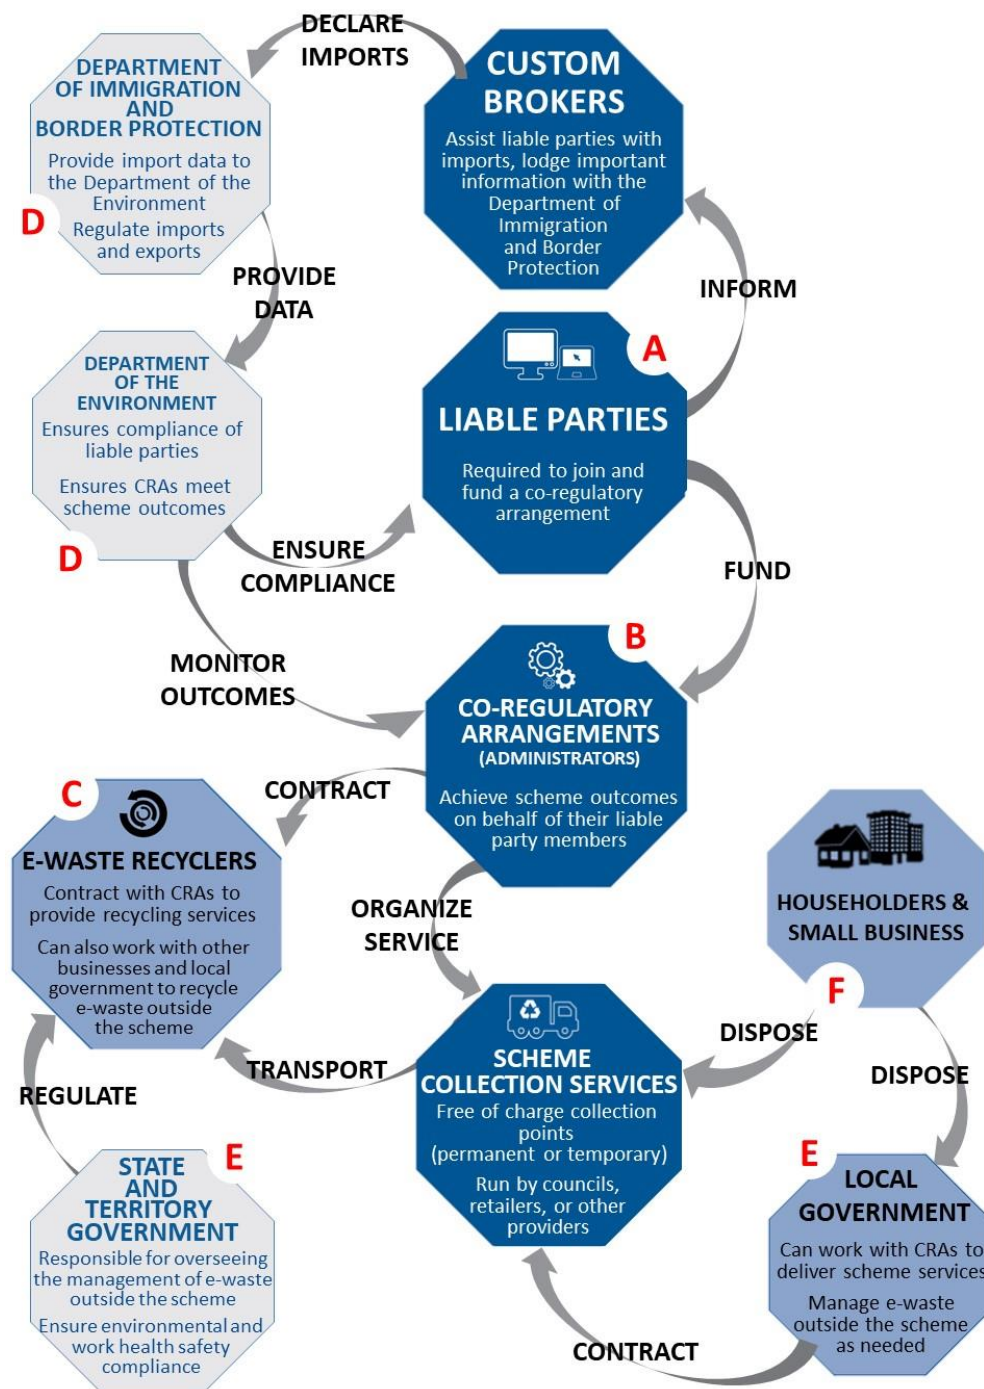 DECLARE
IMPORTS
DEPARTMENT
OF IMMIGRATION
AND
BORDER PROTECTION
Provide import data to
the Department of the
Environment
Regulate imports
and exports
D
CUSTOM
BROKERS
Assist liable parties with
imports, lodge important
information with the
Department of
Immigration
and Border
Protection
PROVIDE
DATA
INFORM
DEPARTMENT
OF THE
ENVIRONMENT
Ensures compliance of
liable parties
Ensures CRAs meet
scheme outcomes
D
A
LIABLE PARTIES
Required to join and
fund a co-regulatory
arrangement
ENSURE
COMPLIANCE
FUND
MONITOR
OUTCOMES
B
CO-REGULATORY
ARRANGEMENTS
(ADMINISTRATORS)
Achieve scheme outcomes
on behalf of their liable
party members
CONTRACT
C
E-WASTE RECYCLERS
Contract with CRAs to
provide recycling services
Can also work with other
businesses and local
government to recycle
e-waste outside
the scheme
ORGANIZE
SERVICE
HOUSEHOLDERS &
SMALL BUSINESS
F
DISPOSE
DISPOSE
TRANSPORT
SCHEME
COLLECTION SERVICES
Free of charge collection
points
(permanent or temporary)
Run by councils,
retailers, or other
providers
REGULATE
E
STATE
AND
TERRITORY
GOVERNMENT
Responsible for overseeing
the management of e-waste
outside the scheme
Ensure environmental and
work health safety
compliance
E
LOCAL
GOVERNMENT
Can work with CRAs to
deliver scheme services
Manage e-waste
outside the scheme
as needed
CONTRACT